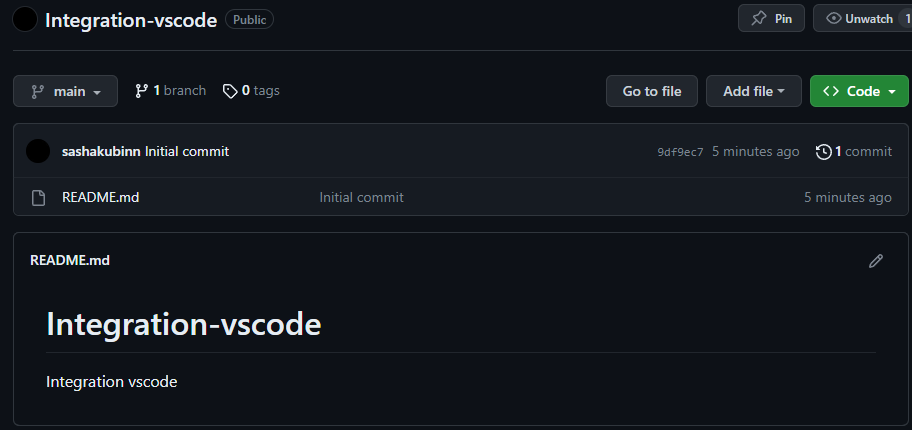 Integration-vscode Public Pin Unwatch 1
main 1 branch 0 tags Go to file Add file Code
sashakubinn Initial commit 9df9ec7 5 minutes ago 1 commit
README.md Initial commit 5 minutes ago
README.md
Integration-vscode
Integration vscode